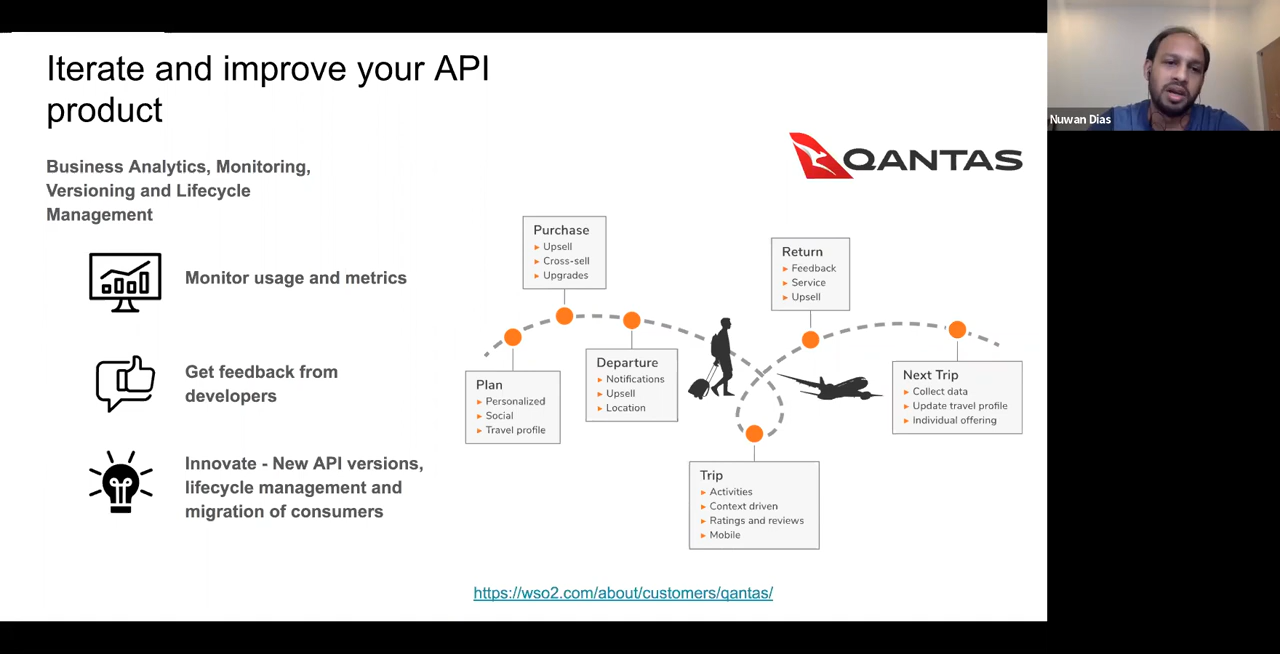 Iterate and improve your API
product
Business Analytics, Monitoring,
Versioning and Lifecycle
Management
Monitor usage and metrics
Get feedback from
developers
Innovate - New API versions,
lifecycle management and
migration of consumers
QANTAS
Purchase
Upsell
Cross-sell
Upgrades
Return
Feedback
Service
Upsell
Plan
Personalized
Social
Travel profile
Departure
Notifications
Upsell
Location
Next Trip
Collect data
Update travel profile
Individual offering
Trip
Activities
Context driven
Ratings and reviews
Mobile
https://wso2.com/about/customers/qantas/
Nuwan Dias